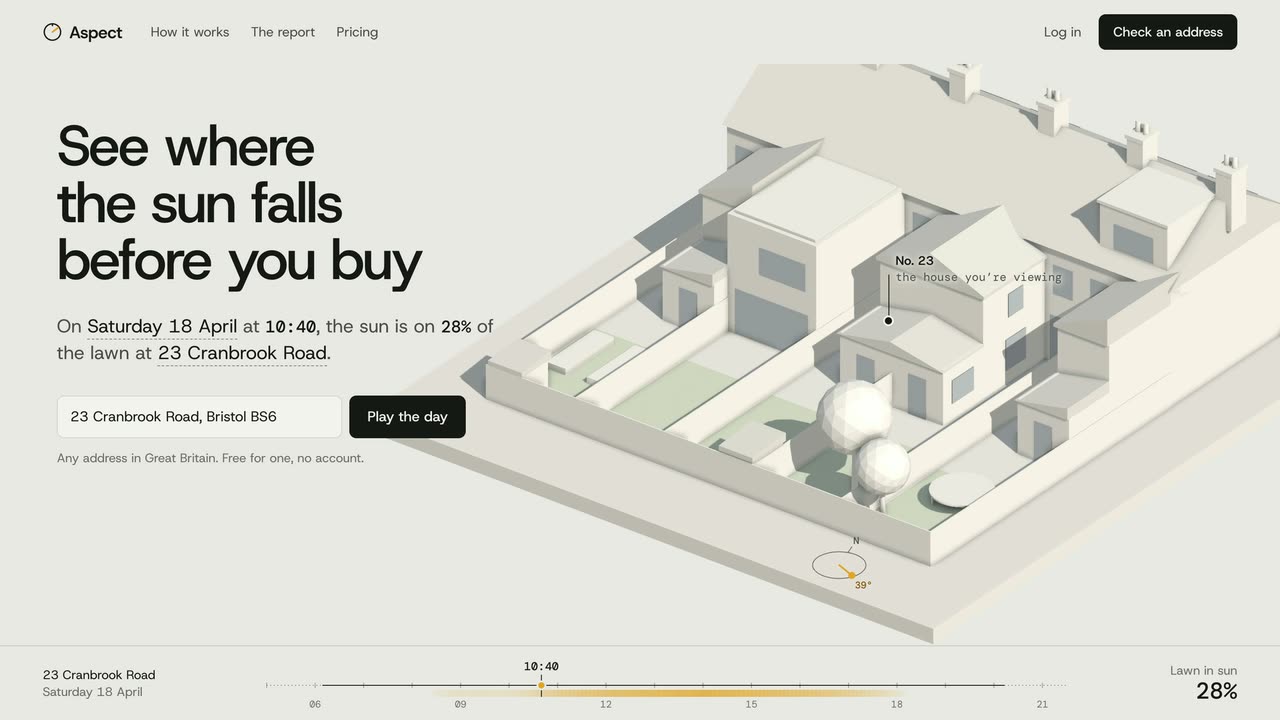 Aspect
How it works
The report
Pricing
Log in
Check an address
See where
the sun falls
before you buy
On Saturday 18 April at 10:40, the sun is on 28% of
the lawn at 23 Cranbrook Road.
23 Cranbrook Road, Bristol BS6
Play the day
Any address in Great Britain. Free for one, no account.
No. 23
the house you’re viewing
N
39°
23 Cranbrook Road
Saturday 18 April
10:40
06
09
12
15
18
21
Lawn in sun
28%